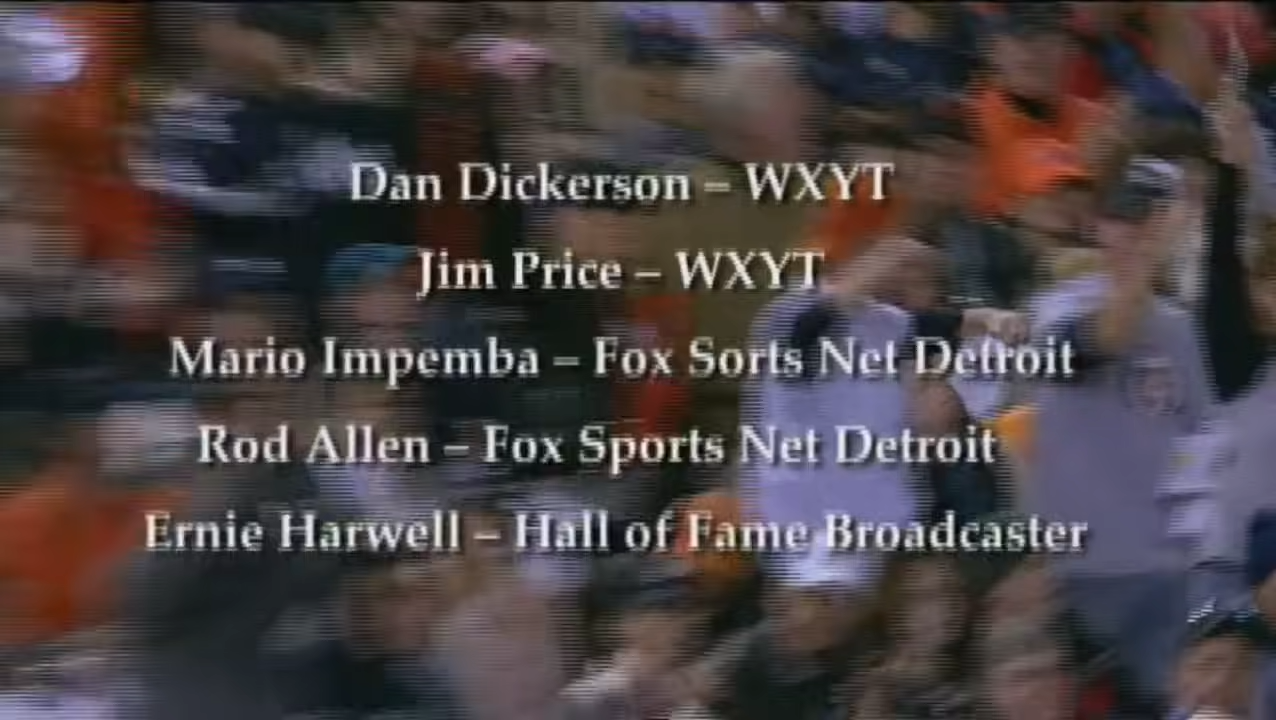 Dan Dickerson – WXYT
Jim Price – WXYT
Mario Impemba – Fox Sorts Net Detroit
Rod Allen – Fox Sports Net Detroit
Ernie Harwell – Hall of Fame Broadcaster